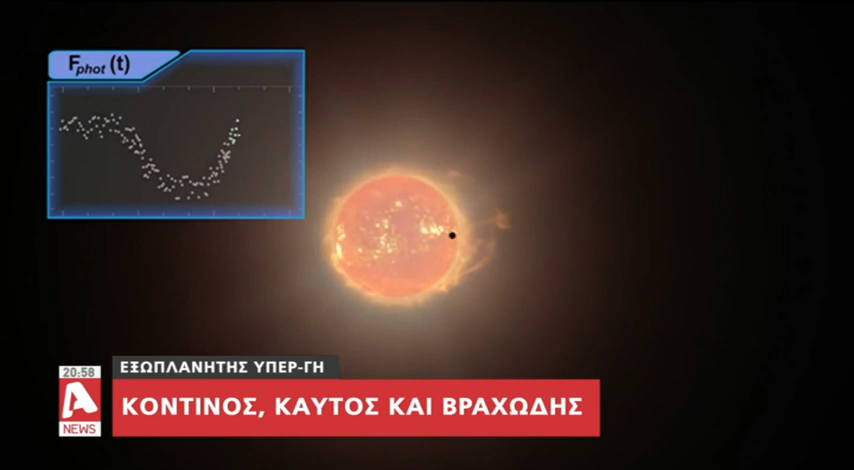 Fphot (t)
20:58
ΕΞΩΠΛΑΝΗΤΗΣ ΥΠΕΡ-ΓΗ
A
NEWS
ΚΟΝΤΙΝΟΣ, ΚΑΥΤΟΣ ΚΑΙ ΒΡΑΧΩΔΗΣ